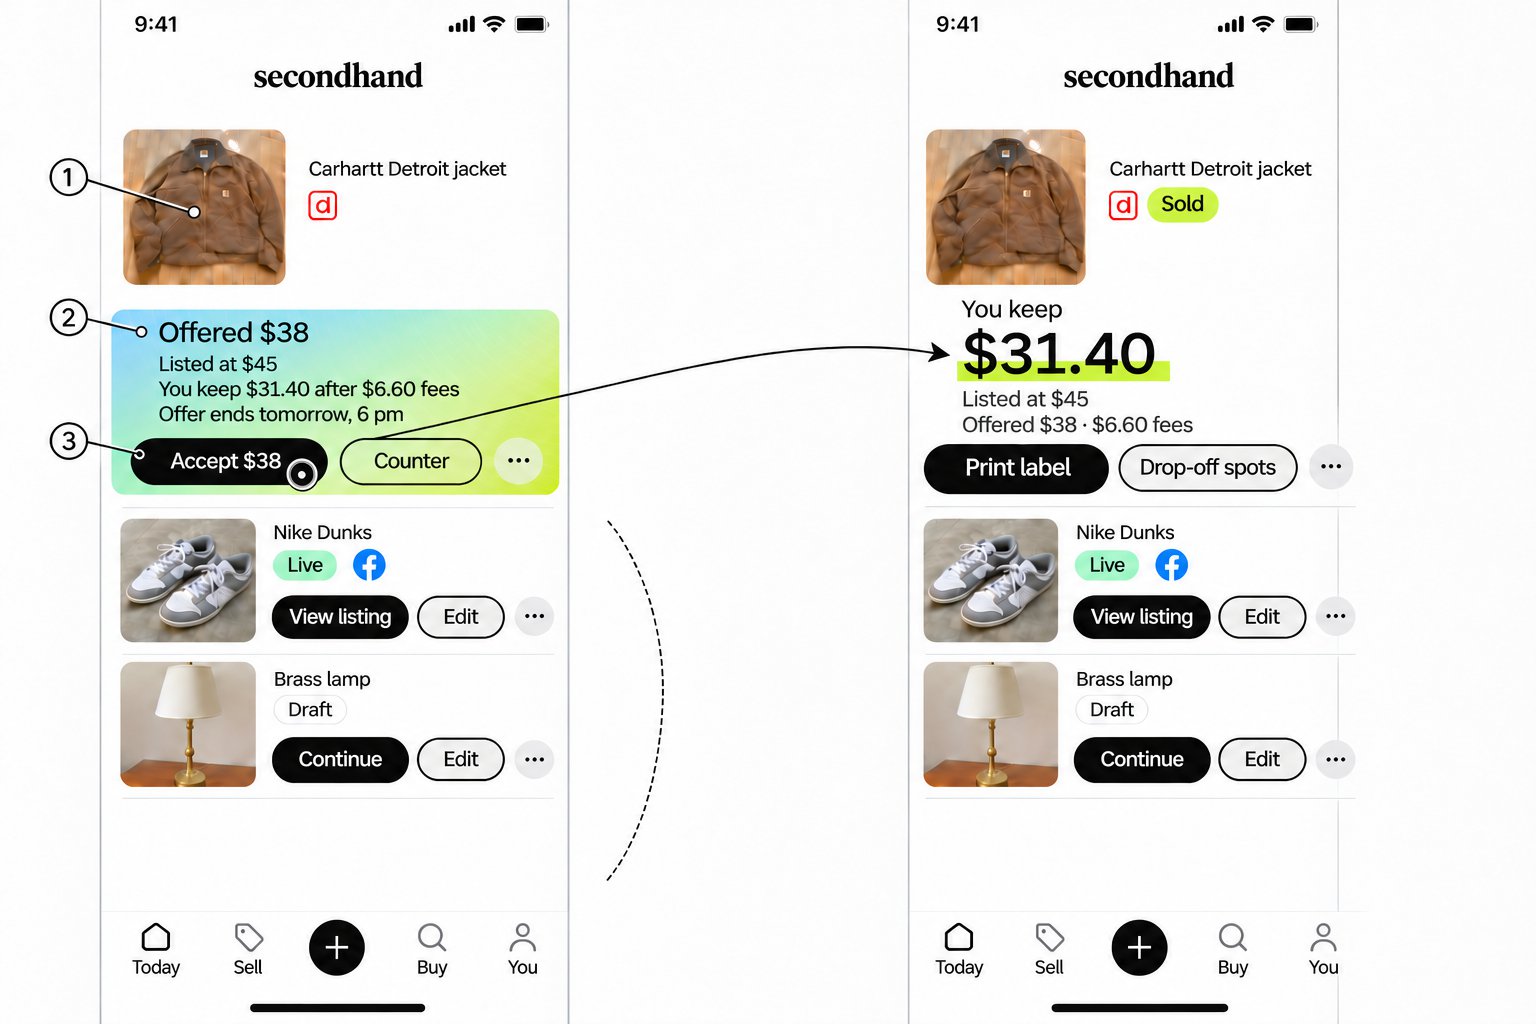 9:41
secondhand
1
Carhartt Detroit jacket
d
2
Offered $38
Listed at $45
You keep $31.40 after $6.60 fees
Offer ends tomorrow, 6 pm
3
Accept $38
Counter
Nike Dunks
Live
View listing
Edit
Brass lamp
Draft
Continue
Edit
Today
Sell
Buy
You
9:41
secondhand
Carhartt Detroit jacket
d
Sold
You keep
$31.40
Listed at $45
Offered $38 · $6.60 fees
Print label
Drop-off spots
Nike Dunks
Live
View listing
Edit
Brass lamp
Draft
Continue
Edit
Today
Sell
Buy
You